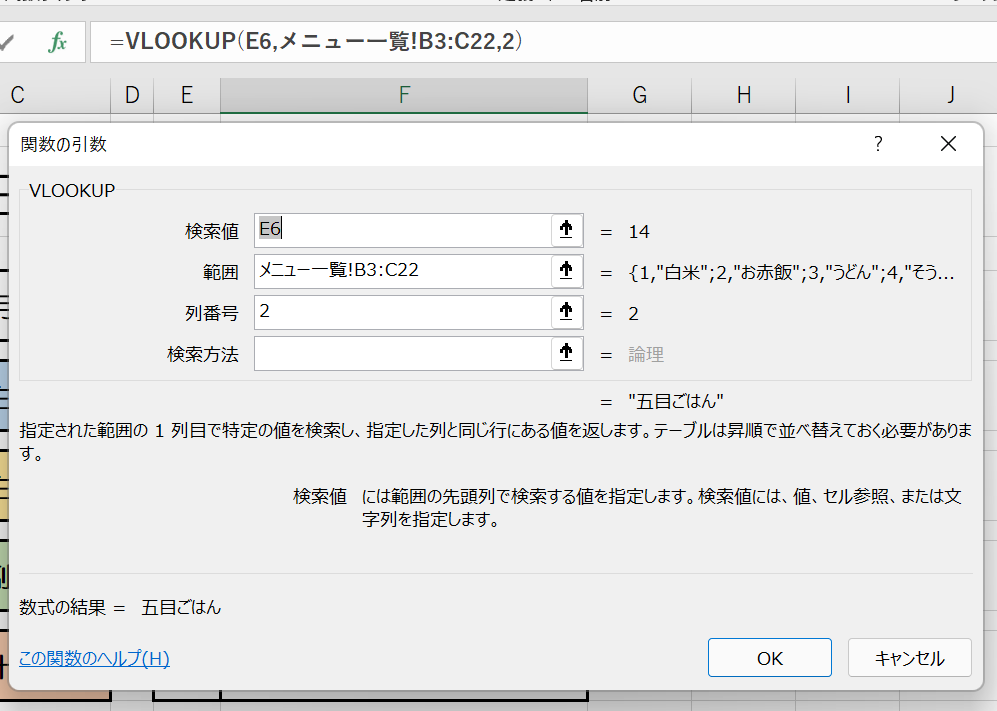 fx =VLOOKUP(E6,メニュー一覧!B3:C22,2)
C D E F G H I J
関数の引数 ? ×
VLOOKUP
検索値 E6 = 14
範囲 メニュー一覧!B3:C22 = {1,"白米";2,"お赤飯";3,"うどん";4,"そう...
列番号 2 = 2
検索方法 = 論理
= "五目ごはん"
指定された範囲の 1 列目で特定の値を検索し、指定した列と同じ行にある値を返します。テーブルは昇順で並べ替えておく必要がありま
す。
検索値 には範囲の先頭列で検索する値を指定します。検索値には、値、セル参照、または文
字列を指定します。
数式の結果 = 五目ごはん
この関数のヘルプ(H)
OK キャンセル